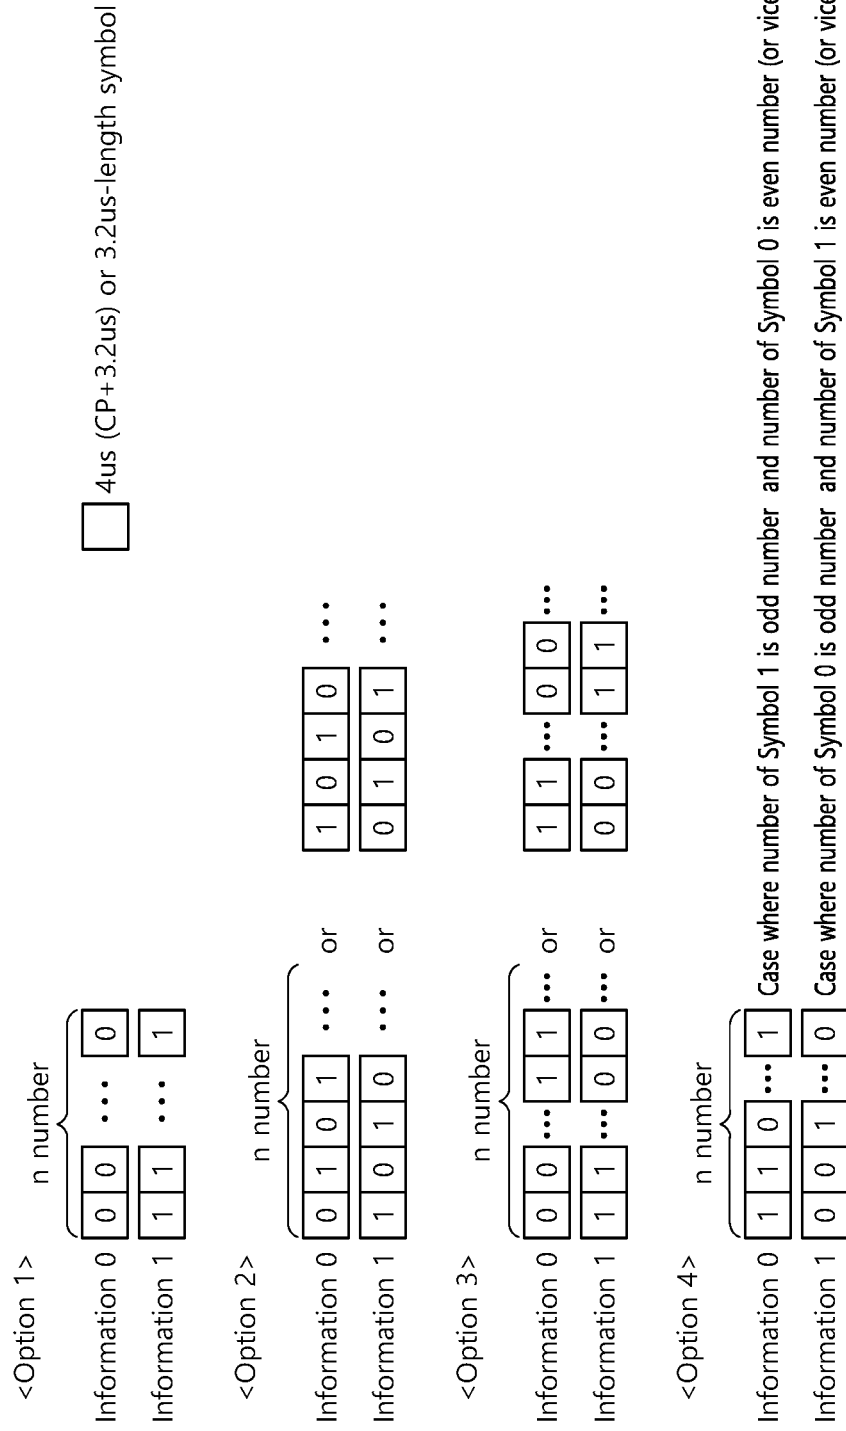 <Option 1>
n number
Information 0 0 0 ... 0
Information 1 1 1 ... 1
4us (CP+3.2us) or 3.2us-length symbol
<Option 2>
n number
Information 0 0 1 0 1 ... or 1 0 1 0 ...
Information 1 1 0 1 0 ... or 0 1 0 1 ...
<Option 3>
n number
Information 0 0 0 ... 1 1 ... or 1 1 ... 0 0 ...
Information 1 1 1 ... 0 0 ... or 0 0 ... 1 1 ...
<Option 4>
n number
Information 0 1 1 0 ... 1 Case where number of Symbol 1 is odd number and number of Symbol 0 is even number (or vice
Information 1 0 0 1 ... 0 Case where number of Symbol 0 is odd number and number of Symbol 1 is even number (or vice